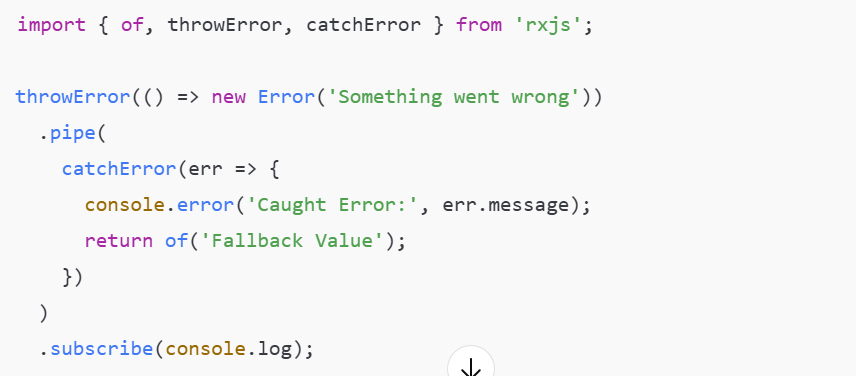 import { of, throwError, catchError } from 'rxjs';
throwError(() => new Error('Something went wrong'))
.pipe(
catchError(err => {
console.error('Caught Error:', err.message);
return of('Fallback Value');
})
)
.subscribe(console.log);